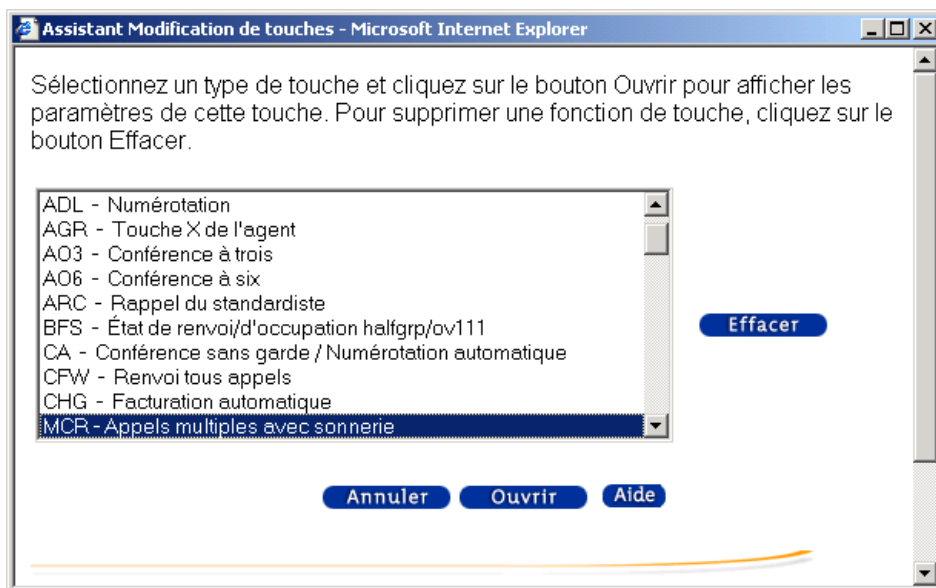 Assistant Modification de touches - Microsoft Internet Explorer
Sélectionnez un type de touche et cliquez sur le bouton Ouvrir pour afficher les
paramètres de cette touche. Pour supprimer une fonction de touche, cliquez sur le
bouton Effacer.
ADL - Numérotation
AGR - Touche X de l'agent
AO3 - Conférence à trois
AO6 - Conférence à six
ARC - Rappel du standardiste
BFS - État de renvoi/d'occupation halfgrp/ov111
CA - Conférence sans garde / Numérotation automatique
CFW - Renvoi tous appels
CHG - Facturation automatique
MCR - Appels multiples avec sonnerie
Effacer
Annuler Ouvrir Aide